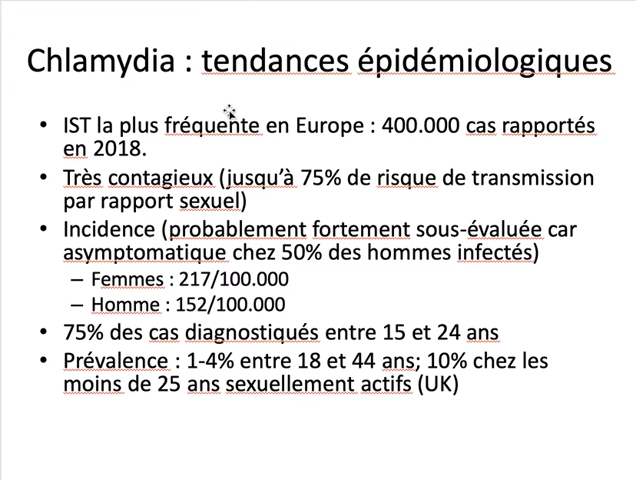 Chlamydia : tendances épidémiologiques
• IST la plus fréquente en Europe : 400.000 cas rapportés
en 2018.
• Très contagieux (jusqu'à 75% de risque de transmission
par rapport sexuel)
• Incidence (probablement fortement sous-évaluée car
asymptomatique chez 50% des hommes infectés)
– Femmes : 217/100.000
– Homme : 152/100.000
• 75% des cas diagnostiqués entre 15 et 24 ans
• Prévalence : 1-4% entre 18 et 44 ans; 10% chez les
moins de 25 ans sexuellement actifs (UK)